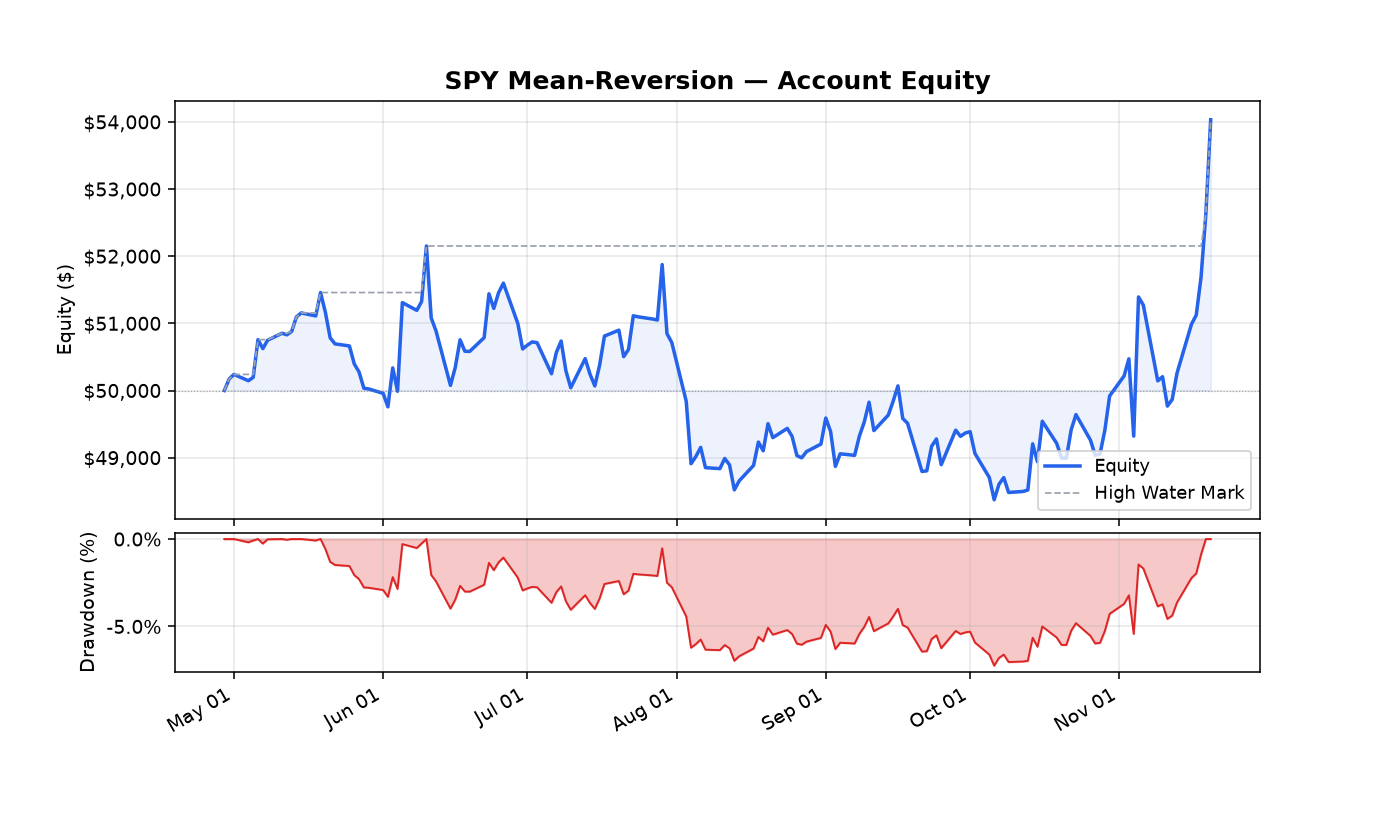 SPY Mean-Reversion — Account Equity
Equity ($)
$54,000
$53,000
$52,000
$51,000
$50,000
$49,000
Equity
High Water Mark
Drawdown (%)
0.0%
-5.0%
May 01
Jun 01
Jul 01
Aug 01
Sep 01
Oct 01
Nov 01